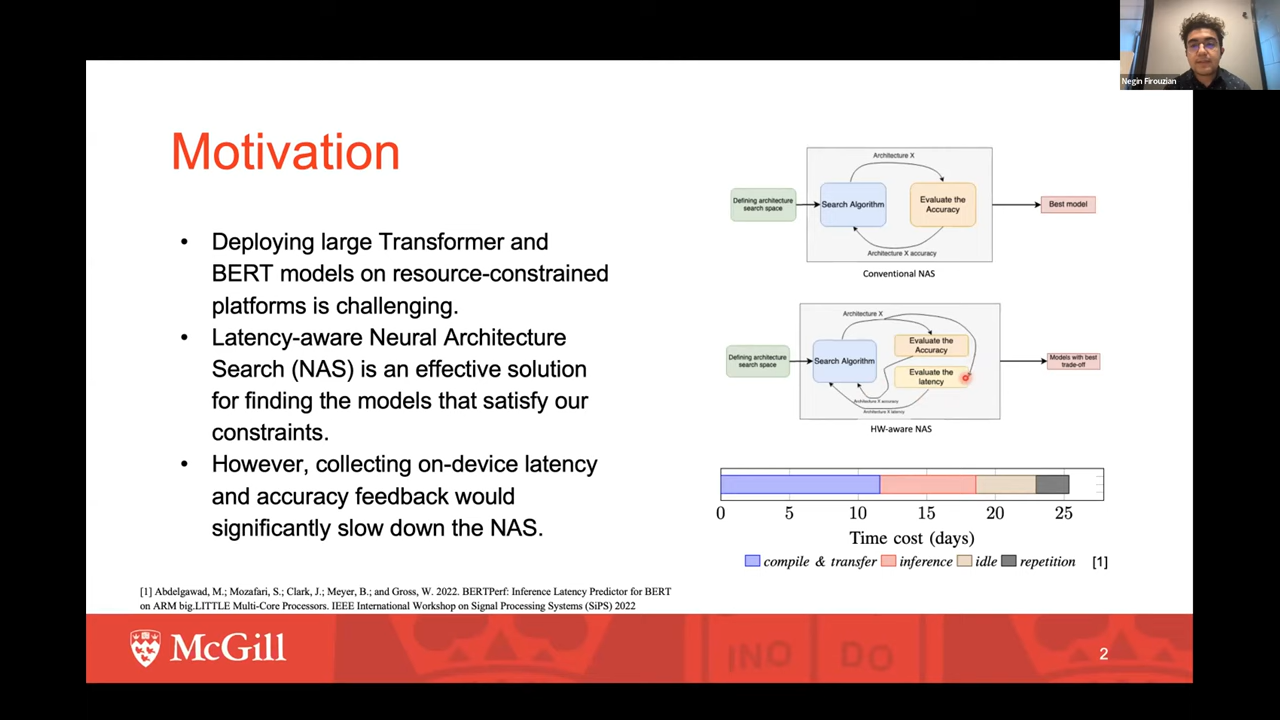 Negin Firouzian
Motivation
• Deploying large Transformer and
BERT models on resource-constrained
platforms is challenging.
• Latency-aware Neural Architecture
Search (NAS) is an effective solution
for finding the models that satisfy our
constraints.
• However, collecting on-device latency
and accuracy feedback would
significantly slow down the NAS.
Architecture X
Defining architecture
search space
Search Algorithm
Evaluate the
Accuracy
Best model
Architecture X accuracy
Conventional NAS
Architecture X
Defining architecture
search space
Search Algorithm
Evaluate the
Accuracy
Evaluate the
latency
Models with best
trade-off
Architecture X accuracy
Architecture X latency
HW-aware NAS
0 5 10 15 20 25
Time cost (days)
compile & transfer inference idle repetition [1]
[1] Abdelgawad, M.; Mozafari, S.; Clark, J.; Meyer, B.; and Gross, W. 2022. BERTPerf: Inference Latency Predictor for BERT
on ARM big.LITTLE Multi-Core Processors. IEEE International Workshop on Signal Processing Systems (SiPS) 2022
McGill
INO DO
2